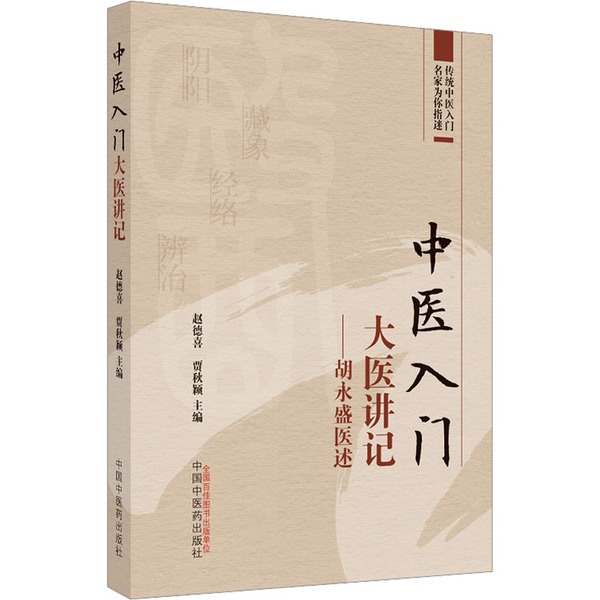 中医入门
大医讲记
赵德喜 贾秋颖 主编
中国中医药出版社
传统中医入门
名家为你指迷
中医入门
大医讲记
——胡永盛医述
阴阳
藏象
经络
辨治
赵德喜 贾秋颖 主编
全国百佳图书出版单位
中国中医药出版社